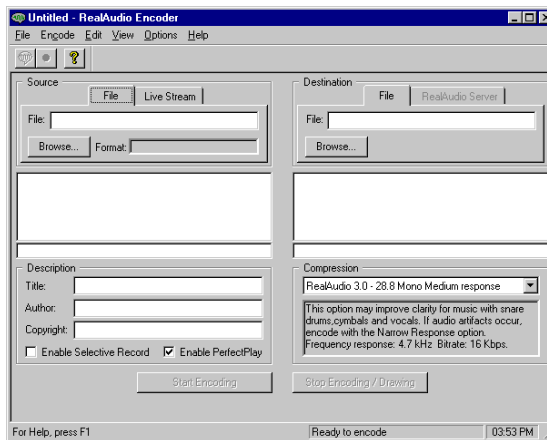 Untitled - RealAudio Encoder
File Encode Edit View Options Help
Source
File Live Stream
File:
Browse... Format:
Destination
File RealAudio Server
File:
Browse...
Description
Title:
Author:
Copyright:
Enable Selective Record Enable PerfectPlay
Compression
RealAudio 3.0 - 28.8 Mono Medium response
This option may improve clarity for music with snare
drums,cymbals and vocals. If audio artifacts occur,
encode with the Narrow Response option.
Frequency response: 4.7 kHz Bitrate: 16 Kbps.
Start Encoding Stop Encoding / Drawing
For Help, press F1 Ready to encode 03:53 PM